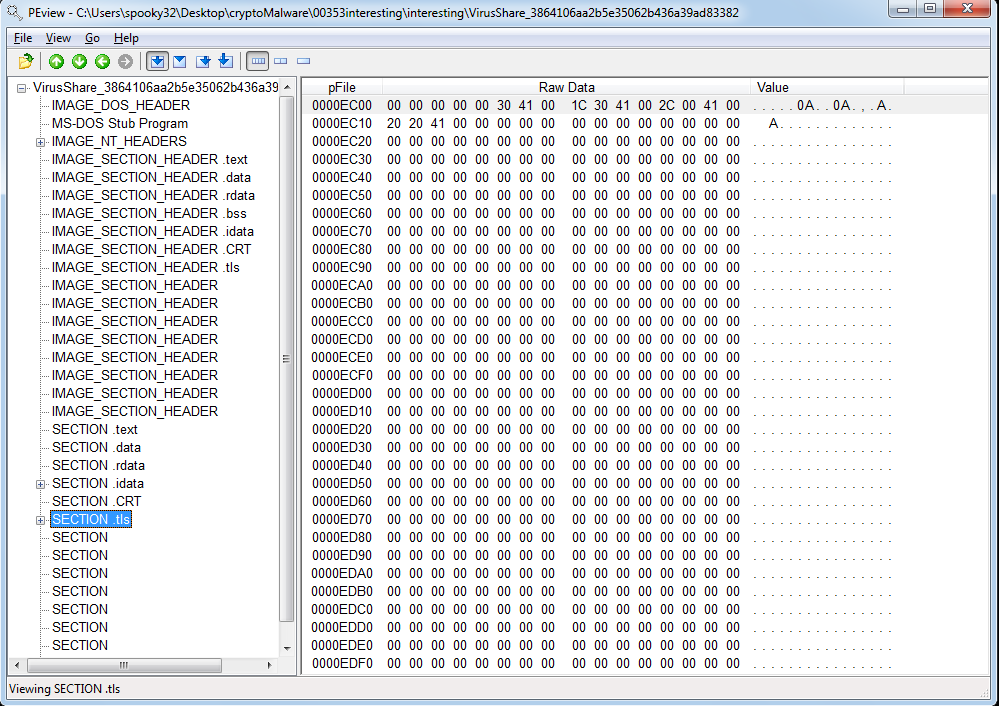 PEview - C:\Users\spooky32\Desktop\cryptoMalware\00353interesting\interesting\VirusShare_3864106aa2b5e35062b436a39ad83382
File View Go Help
VirusShare_3864106aa2b5e35062b436a39
IMAGE_DOS_HEADER
MS-DOS Stub Program
IMAGE_NT_HEADERS
IMAGE_SECTION_HEADER .text
IMAGE_SECTION_HEADER .data
IMAGE_SECTION_HEADER .rdata
IMAGE_SECTION_HEADER .bss
IMAGE_SECTION_HEADER .idata
IMAGE_SECTION_HEADER .CRT
IMAGE_SECTION_HEADER .tls
IMAGE_SECTION_HEADER
IMAGE_SECTION_HEADER
IMAGE_SECTION_HEADER
IMAGE_SECTION_HEADER
IMAGE_SECTION_HEADER
IMAGE_SECTION_HEADER
IMAGE_SECTION_HEADER
IMAGE_SECTION_HEADER
SECTION .text
SECTION .data
SECTION .rdata
SECTION .idata
SECTION .CRT
SECTION .tls
SECTION
SECTION
SECTION
SECTION
SECTION
SECTION
SECTION
pFile Raw Data Value
0000EC00 00 00 00 00 00 30 41 00 1C 30 41 00 2C 00 41 00 .....0A..0A.,.A.
0000EC10 20 20 41 00 00 00 00 00 00 00 00 00 00 00 00 00 A.............
0000EC20 00 00 00 00 00 00 00 00 00 00 00 00 00 00 00 00 ................
0000EC30 00 00 00 00 00 00 00 00 00 00 00 00 00 00 00 00 ................
0000EC40 00 00 00 00 00 00 00 00 00 00 00 00 00 00 00 00 ................
0000EC50 00 00 00 00 00 00 00 00 00 00 00 00 00 00 00 00 ................
0000EC60 00 00 00 00 00 00 00 00 00 00 00 00 00 00 00 00 ................
0000EC70 00 00 00 00 00 00 00 00 00 00 00 00 00 00 00 00 ................
0000EC80 00 00 00 00 00 00 00 00 00 00 00 00 00 00 00 00 ................
0000EC90 00 00 00 00 00 00 00 00 00 00 00 00 00 00 00 00 ................
0000ECA0 00 00 00 00 00 00 00 00 00 00 00 00 00 00 00 00 ................
0000ECB0 00 00 00 00 00 00 00 00 00 00 00 00 00 00 00 00 ................
0000ECC0 00 00 00 00 00 00 00 00 00 00 00 00 00 00 00 00 ................
0000ECD0 00 00 00 00 00 00 00 00 00 00 00 00 00 00 00 00 ................
0000ECE0 00 00 00 00 00 00 00 00 00 00 00 00 00 00 00 00 ................
0000ECF0 00 00 00 00 00 00 00 00 00 00 00 00 00 00 00 00 ................
0000ED00 00 00 00 00 00 00 00 00 00 00 00 00 00 00 00 00 ................
0000ED10 00 00 00 00 00 00 00 00 00 00 00 00 00 00 00 00 ................
0000ED20 00 00 00 00 00 00 00 00 00 00 00 00 00 00 00 00 ................
0000ED30 00 00 00 00 00 00 00 00 00 00 00 00 00 00 00 00 ................
0000ED40 00 00 00 00 00 00 00 00 00 00 00 00 00 00 00 00 ................
0000ED50 00 00 00 00 00 00 00 00 00 00 00 00 00 00 00 00 ................
0000ED60 00 00 00 00 00 00 00 00 00 00 00 00 00 00 00 00 ................
0000ED70 00 00 00 00 00 00 00 00 00 00 00 00 00 00 00 00 ................
0000ED80 00 00 00 00 00 00 00 00 00 00 00 00 00 00 00 00 ................
0000ED90 00 00 00 00 00 00 00 00 00 00 00 00 00 00 00 00 ................
0000EDA0 00 00 00 00 00 00 00 00 00 00 00 00 00 00 00 00 ................
0000EDB0 00 00 00 00 00 00 00 00 00 00 00 00 00 00 00 00 ................
0000EDC0 00 00 00 00 00 00 00 00 00 00 00 00 00 00 00 00 ................
0000EDD0 00 00 00 00 00 00 00 00 00 00 00 00 00 00 00 00 ................
0000EDE0 00 00 00 00 00 00 00 00 00 00 00 00 00 00 00 00 ................
0000EDF0 00 00 00 00 00 00 00 00 00 00 00 00 00 00 00 00 ................
Viewing SECTION .tls